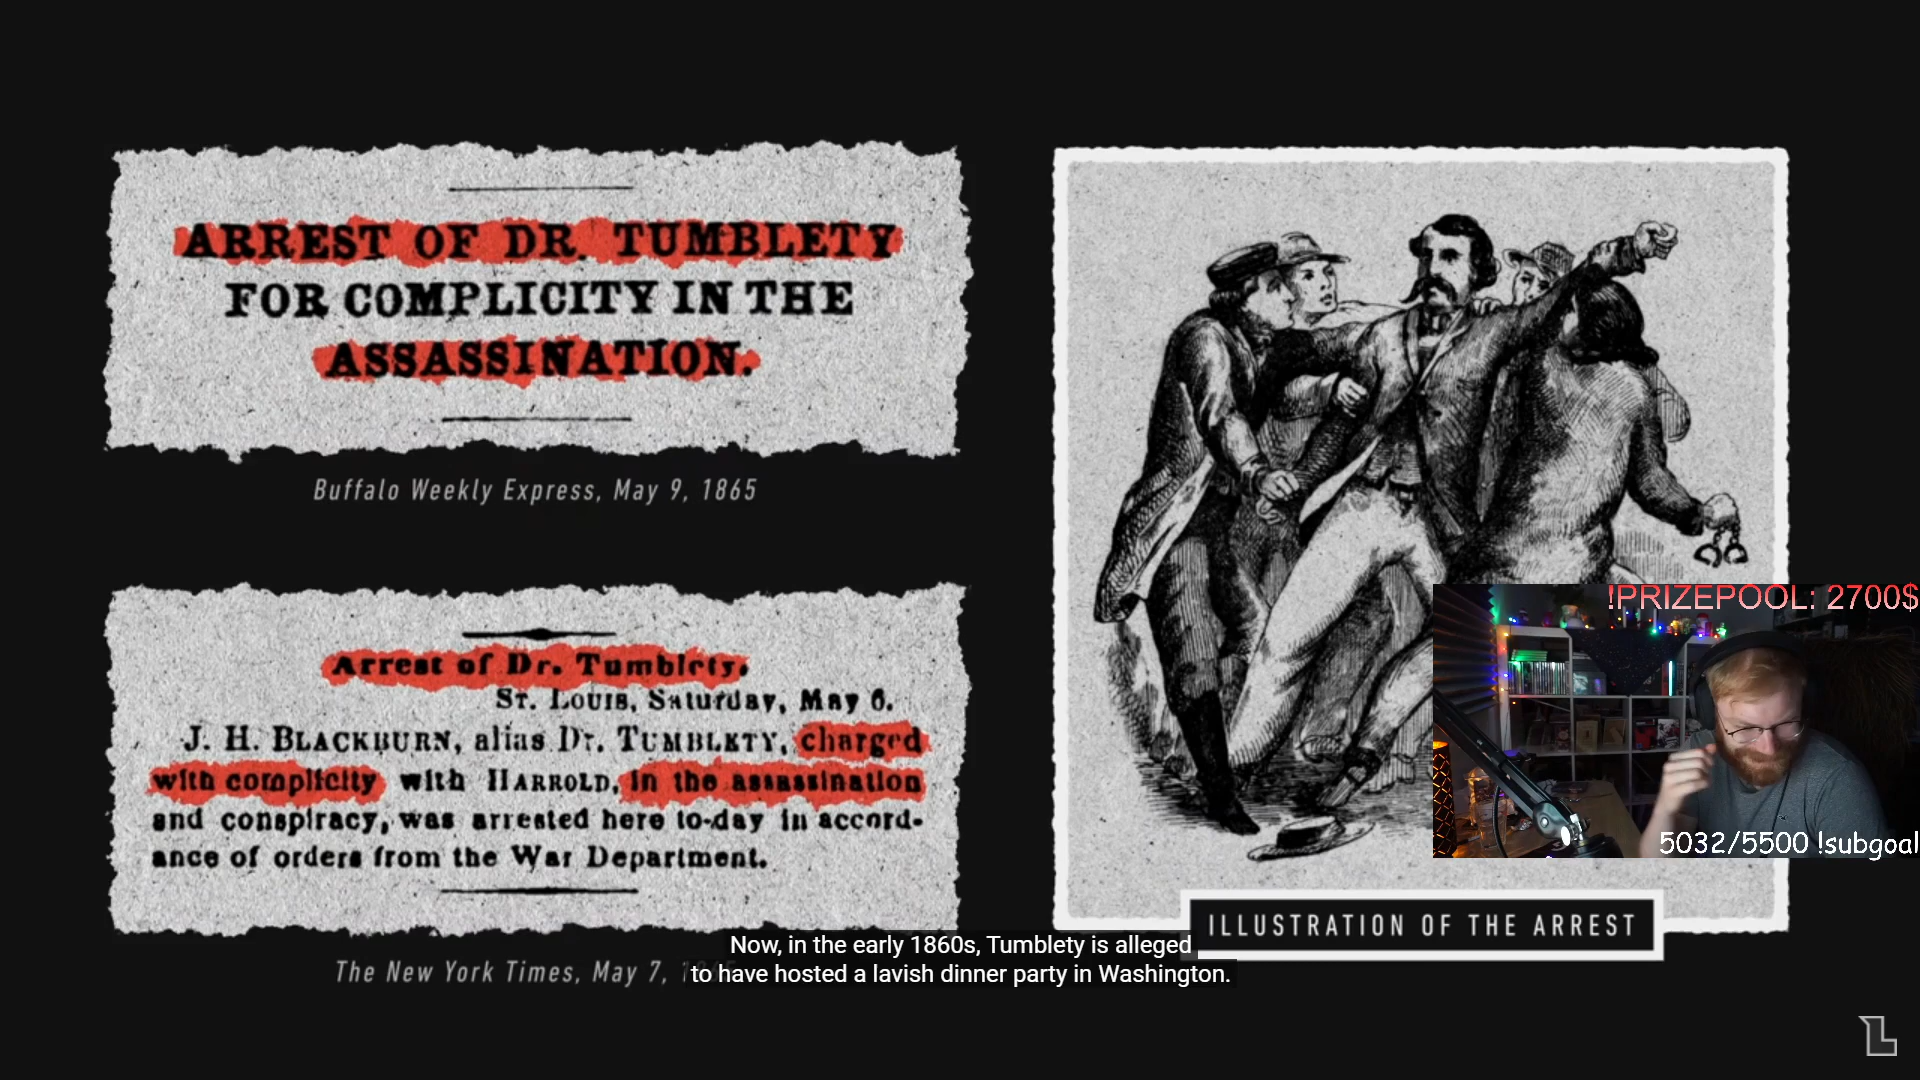 ARREST OF DR. TUMBLETY
FOR COMPLICITY IN THE
ASSASSINATION.
Buffalo Weekly Express, May 9, 1865
Arrest of Dr. Tumblety.
ST. LOUIS, Saturday, May 6.
J. H. BLACKBURN, alias Dr. TUMBLETY, charged
with complicity with HARROLD, in the assassination
and conspiracy, was arrested here to-day in accord-
ance of orders from the War Department.
The New York Times, May 7,
ILLUSTRATION OF THE ARREST
!PRIZEPOOL: 2700$
5032/5500 !subgoal
Now, in the early 1860s, Tumblety is alleged
to have hosted a lavish dinner party in Washington.
L